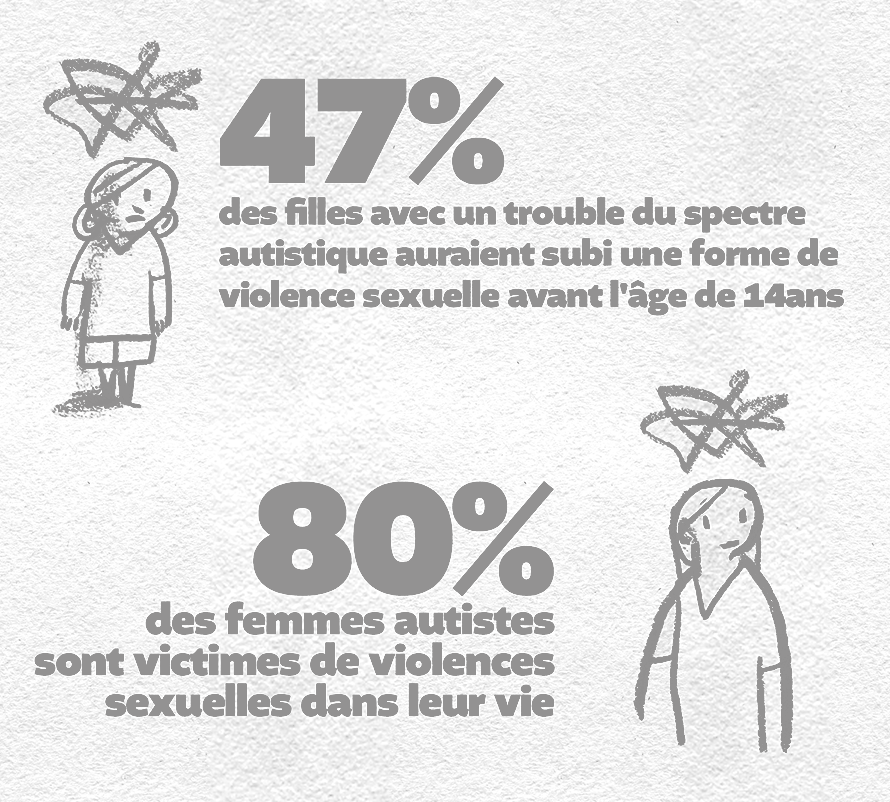 47%
des filles avec un trouble du spectre
autistique auraient subi une forme de
violence sexuelle avant l'âge de 14ans
80%
des femmes autistes
sont victimes de violences
sexuelles dans leur vie